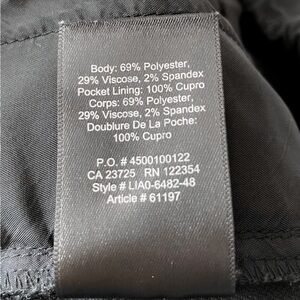 Body: 69% Polyester,
29% Viscose, 2% Spandex
Pocket Lining: 100% Cupro
Corps: 69% Polyester,
29% Viscose, 2% Spandex
Doublure De La Poche:
100% Cupro
P.O. # 4500100122
CA 23725 RN 122354
Style # LIA0-6482-48
Article # 61197